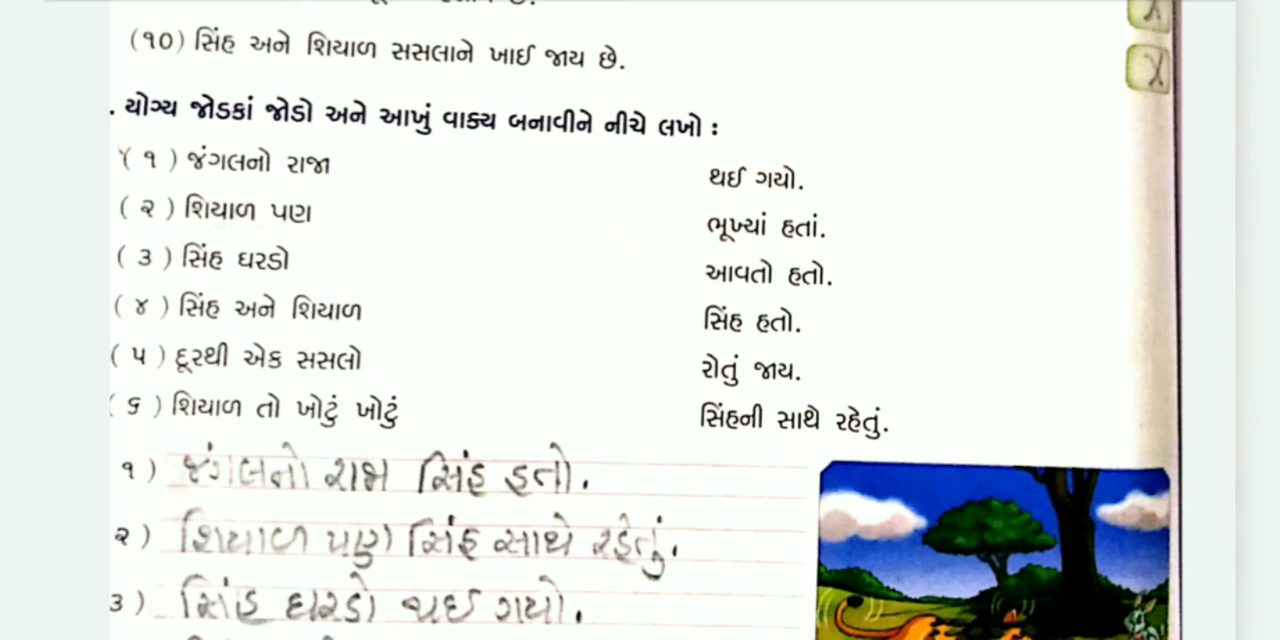 (૧૦) સિંહ અને શિયાળ સસલાને ખાઈ જાય છે.
X
. યોગ્ય જોડકાં જોડો અને આખું વાક્ય બનાવીને નીચે લખો :
(૧) જંગલનો રાજા થઈ ગયો.
(૨) શિયાળ પણ ભૂખ્યાં હતાં.
(૩) સિંહ ઘરડો આવતો હતો.
(૪) સિંહ અને શિયાળ સિંહ હતો.
(૫) દૂરથી એક સસલો રોતું જાય.
(૬) શિયાળ તો ખોટું ખોટું સિંહની સાથે રહેતું.
૧) જંગલનો રાજા સિંહ હતો.
૨) શિયાળ પણ સિંહ સાથે રહેતું.
૩) સિંહ ઘરડો થઈ ગયો.